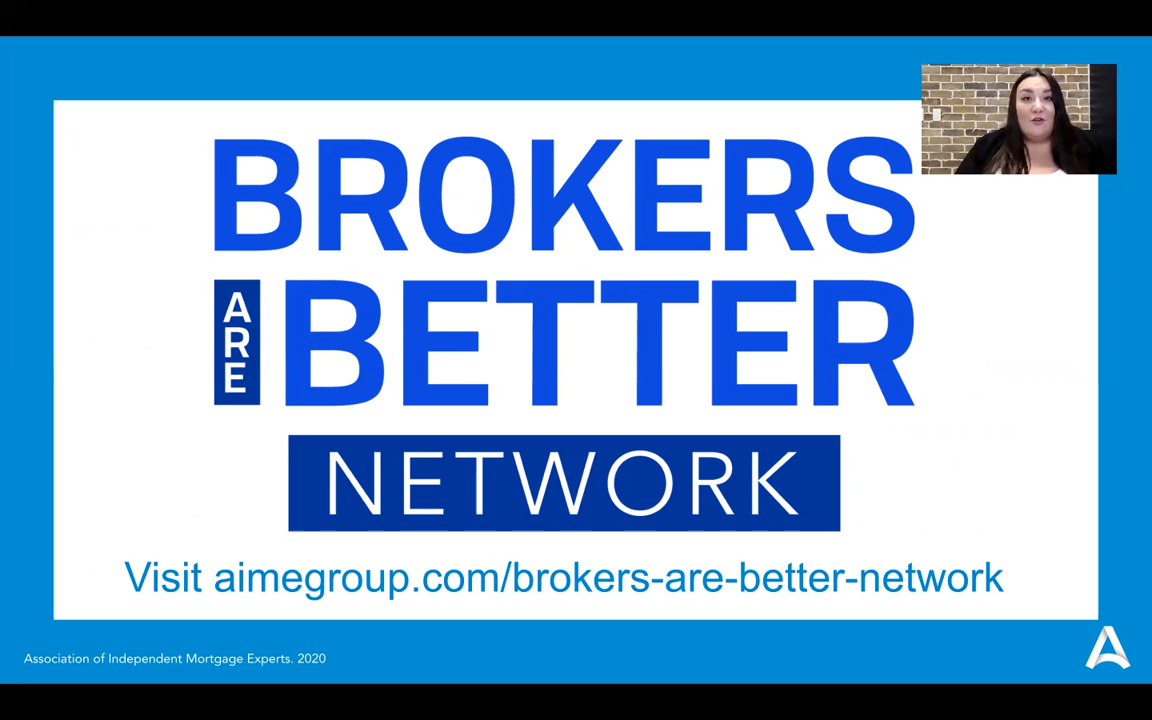 BROKERS
ARE BETTER
NETWORK
Visit aimegroup.com/brokers-are-better-network
Association of Independent Mortgage Experts. 2020